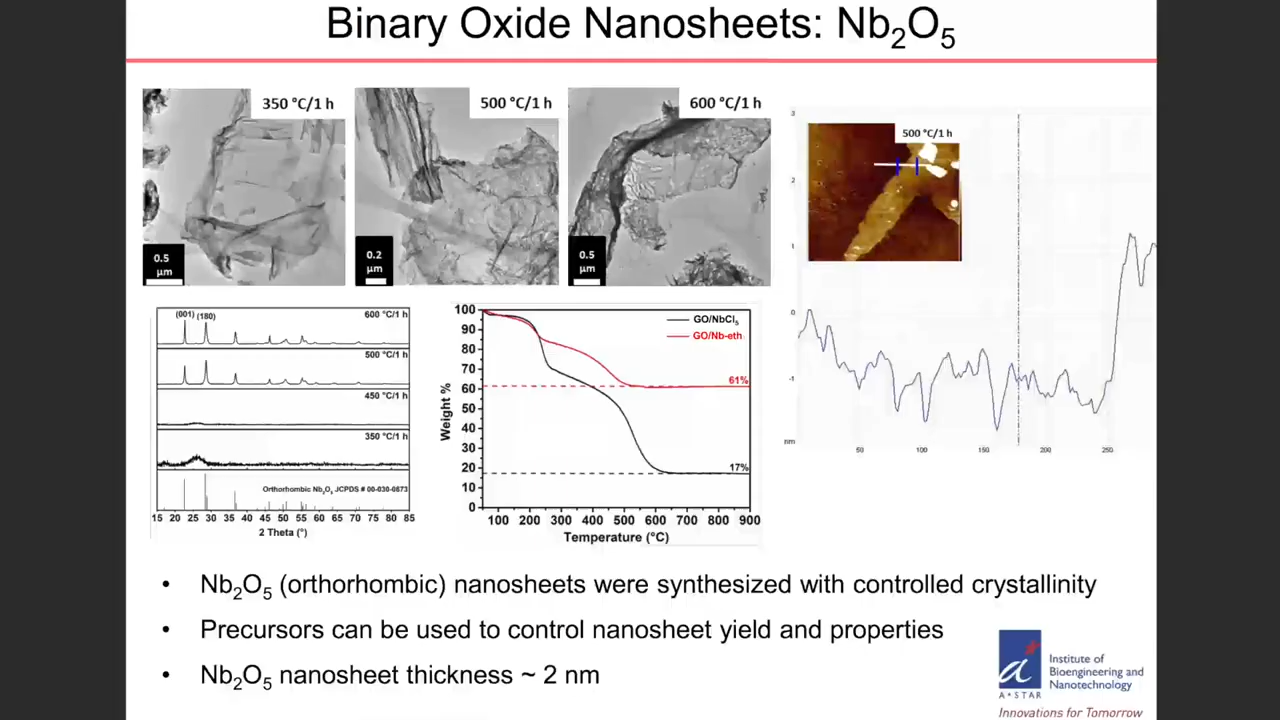 Binary Oxide Nanosheets: Nb₂O₅
350 °C/1 h
500 °C/1 h
600 °C/1 h
0.5
µm
0.2
µm
0.5
µm
500 °C/1 h
3
2
1
0
-1
nm
50 100 150 200 250
(001) (180)
600 °C/1 h
500 °C/1 h
450 °C/1 h
350 °C/1 h
Orthorhombic Nb₂O₅ JCPDS # 00-030-0873
15 20 25 30 35 40 45 50 55 60 65 70 75 80 85
2 Theta (°)
100
90
80
70
60
50
40
30
20
10
0
Weight %
GO/NbCl₅
GO/Nb-eth
61%
17%
100 200 300 400 500 600 700 800 900
Temperature (°C)
• Nb₂O₅ (orthorhombic) nanosheets were synthesized with controlled crystallinity
• Precursors can be used to control nanosheet yield and properties
• Nb₂O₅ nanosheet thickness ~ 2 nm
A★STAR
Institute of
Bioengineering and
Nanotechnology
Innovations for Tomorrow